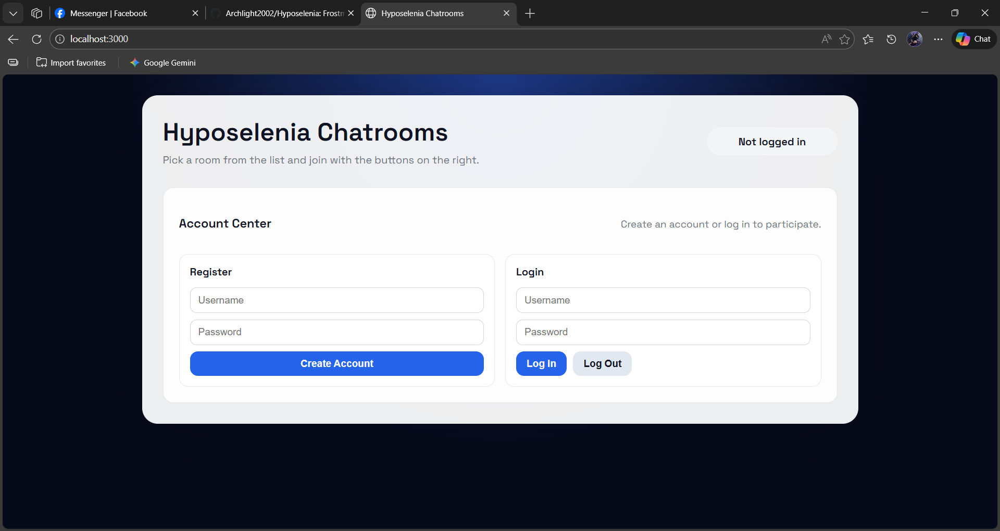 Messenger | Facebook
Archlight2002/Hyposelenia: Frostm
Hyposelenia Chatrooms
localhost:3000
Chat
Import favorites
Google Gemini
Hyposelenia Chatrooms
Pick a room from the list and join with the buttons on the right.
Not logged in
Account Center
Create an account or log in to participate.
Register
Username
Password
Create Account
Login
Username
Password
Log In
Log Out